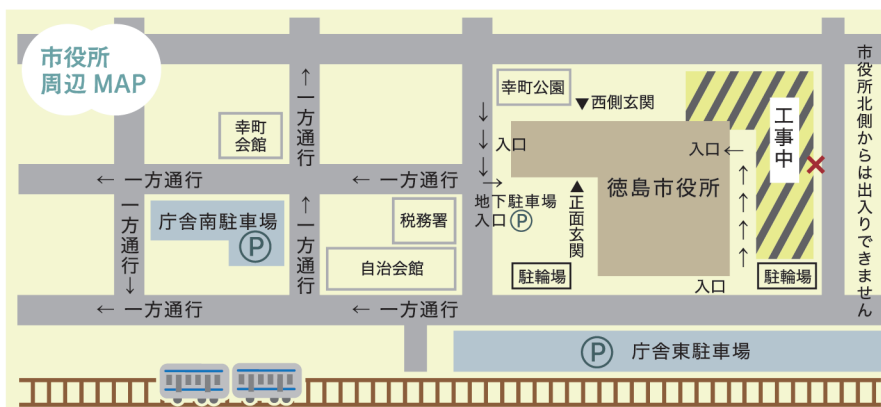 市役所
周辺 MAP
幸町
会館
↑一方通行
幸町公園
▼西側玄関
入口
↓↓↓
工事中
入口←
↑↑↑↑
×
市役所北側からは出入りできません
徳島市役所
← 一方通行
← 一方通行
→
地下駐車場
入口Ⓟ
▲正面玄関
一方通行↓
庁舎南駐車場
Ⓟ
↑一方通行
税務署
自治会館
駐輪場
入口
駐輪場
← 一方通行
← 一方通行
Ⓟ 庁舎東駐車場